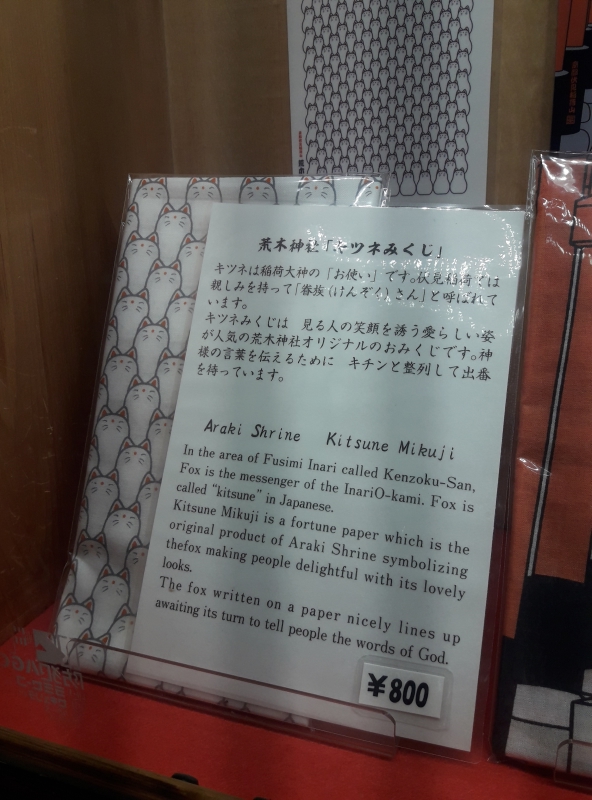 荒木神社「キツネみくじ」
キツネは稲荷大神の「お使い」です。伏見稲荷では
親しみを持って「眷族（けんぞく）さん」と呼ばれて
います。
キツネみくじは　見る人の笑顔を誘う愛らしい姿
が人気の荒木神社オリジナルのおみくじです。神
様の言葉を伝えるために　キチンと整列して出番
を待っています。
Araki Shrine Kitsune Mikuji
In the area of Fusimi Inari called Kenzoku-San,
Fox is the messenger of the InariO-kami. Fox is
called "kitsune" in Japanese.
Kitsune Mikuji is a fortune paper which is the
original product of Araki Shrine symbolizing
thefox making people delightful with its lovely
looks.
The fox written on a paper nicely lines up
awaiting its turn to tell people the words of God.
¥800